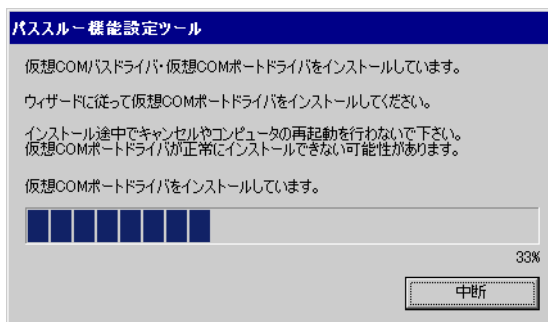 パススルー機能設定ツール
仮想COMバスドライバ・仮想COMポートドライバをインストールしています。
ウィザードに従って仮想COMポートドライバをインストールしてください。
インストール途中でキャンセルやコンピュータの再起動を行わないで下さい。
仮想COMポートドライバが正常にインストールできない可能性があります。
仮想COMポートドライバをインストールしています。
33%
中断